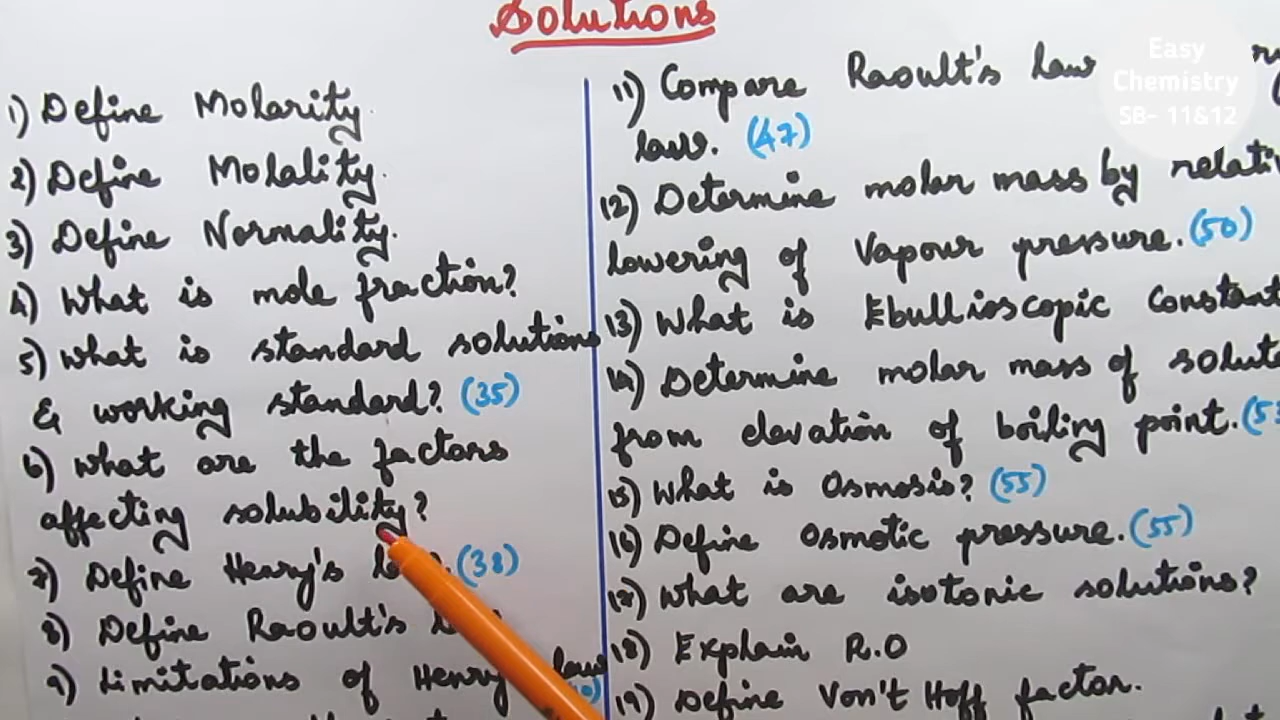 Solutions
1) Define Molarity.
2) Define Molality.
3) Define Normality.
4) What is mole fraction?
5) What is standard solutions
& working standard? (35)
6) What are the factors
affecting solubility?
7) Define Henry's (38)
8) Define Raoult's
9) Limitations of Henry law
11) Compare Raoult's law
law. (47)
12) Determine molar mass by
lowering of Vapour pressure. (50)
13) What is Ebullioscopic Constant
14) Determine molar mass of
from elevation of boiling point.
15) What is Osmosis? (55)
16) Define Osmotic pressure. (55)
17) What are isotonic solutions?
18) Explain R.O
19) Define Von't Hoff factor.
Easy
Chemistry
SB- 11&12